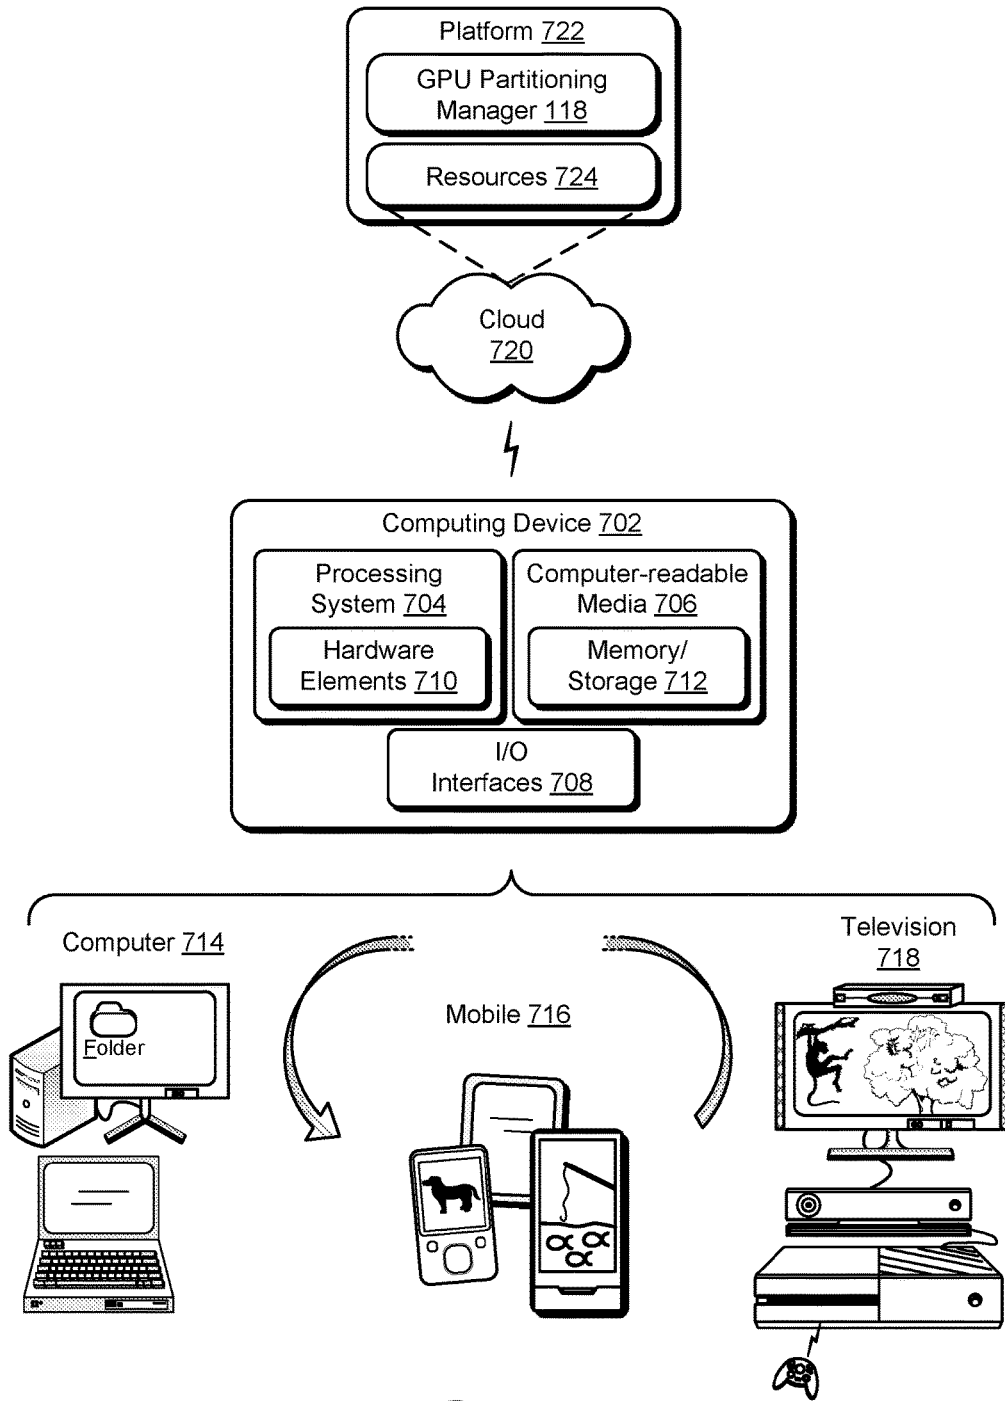 Platform 722
GPU Partitioning
Manager 118
Resources 724
Cloud
720
Computing Device 702
Processing
System 704
Hardware
Elements 710
Computer-readable
Media 706
Memory/
Storage 712
I/O
Interfaces 708
Computer 714
Folder
Mobile 716
Television
718